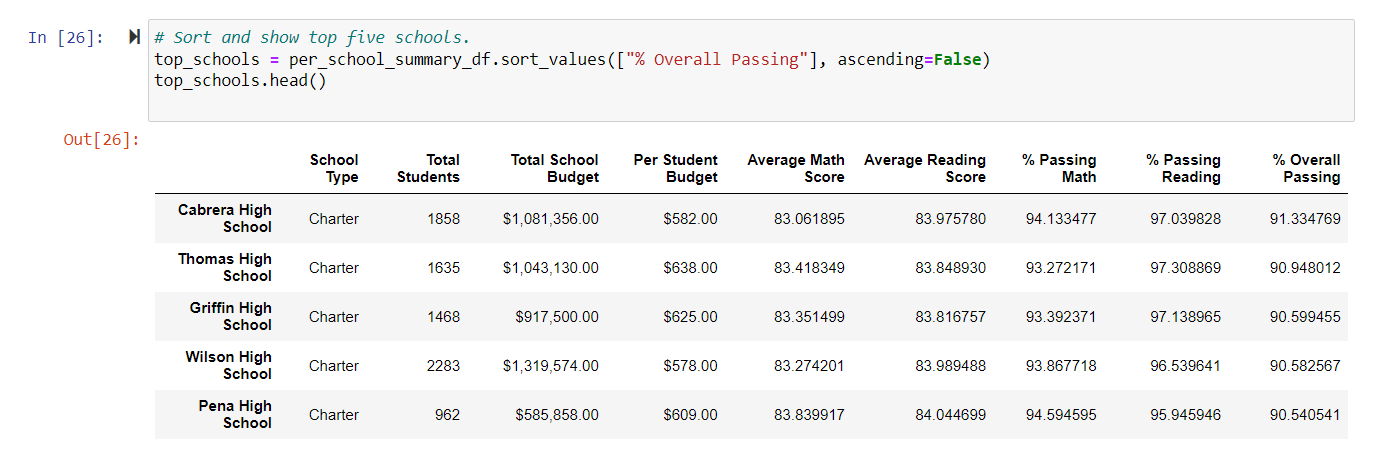 In [26]: # Sort and show top five schools.
top_schools = per_school_summary_df.sort_values(["% Overall Passing"], ascending=False)
top_schools.head()
Out[26]:
School Total Total School Per Student Average Math Average Reading % Passing % Passing % Overall
Type Students Budget Budget Score Score Math Reading Passing
Cabrera High
School Charter 1858 $1,081,356.00 $582.00 83.061895 83.975780 94.133477 97.039828 91.334769
Thomas High
School Charter 1635 $1,043,130.00 $638.00 83.418349 83.848930 93.272171 97.308869 90.948012
Griffin High
School Charter 1468 $917,500.00 $625.00 83.351499 83.816757 93.392371 97.138965 90.599455
Wilson High
School Charter 2283 $1,319,574.00 $578.00 83.274201 83.989488 93.867718 96.539641 90.582567
Pena High
School Charter 962 $585,858.00 $609.00 83.839917 84.044699 94.594595 95.945946 90.540541